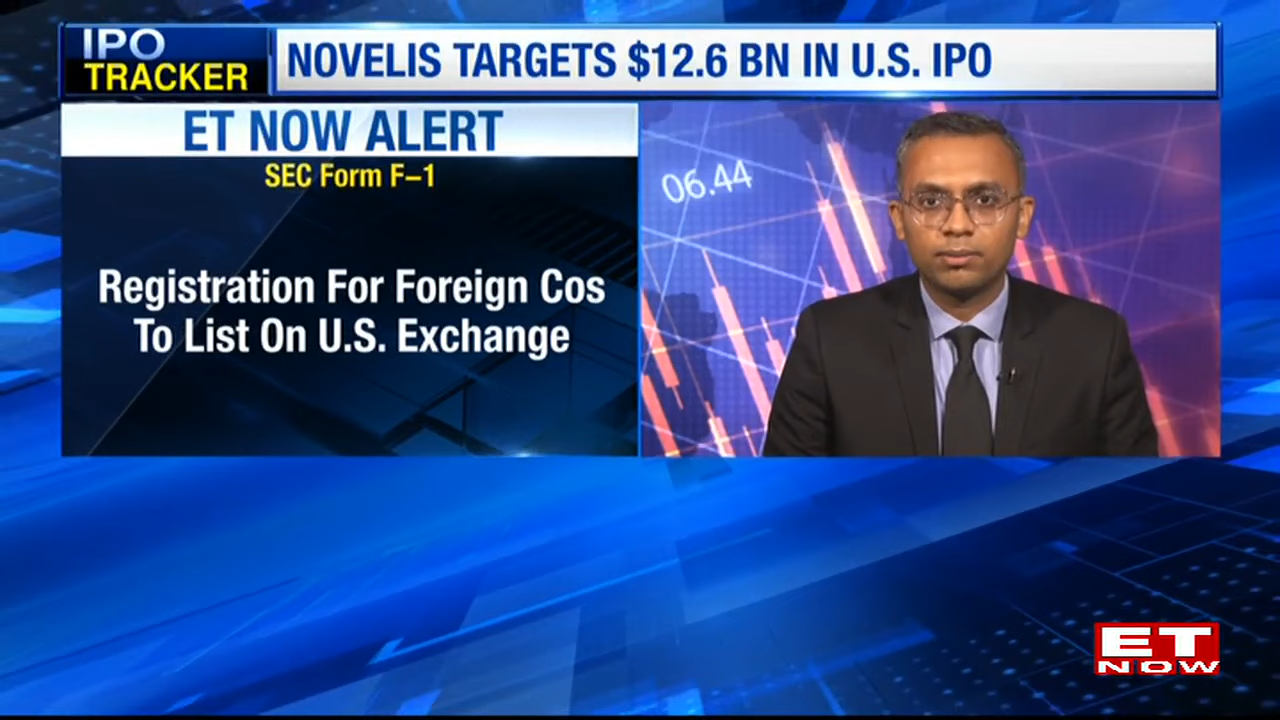 IPO
TRACKER
NOVELIS TARGETS $12.6 BN IN U.S. IPO
ET NOW ALERT
SEC Form F–1
Registration For Foreign Cos
To List On U.S. Exchange
06.44
ET
NOW